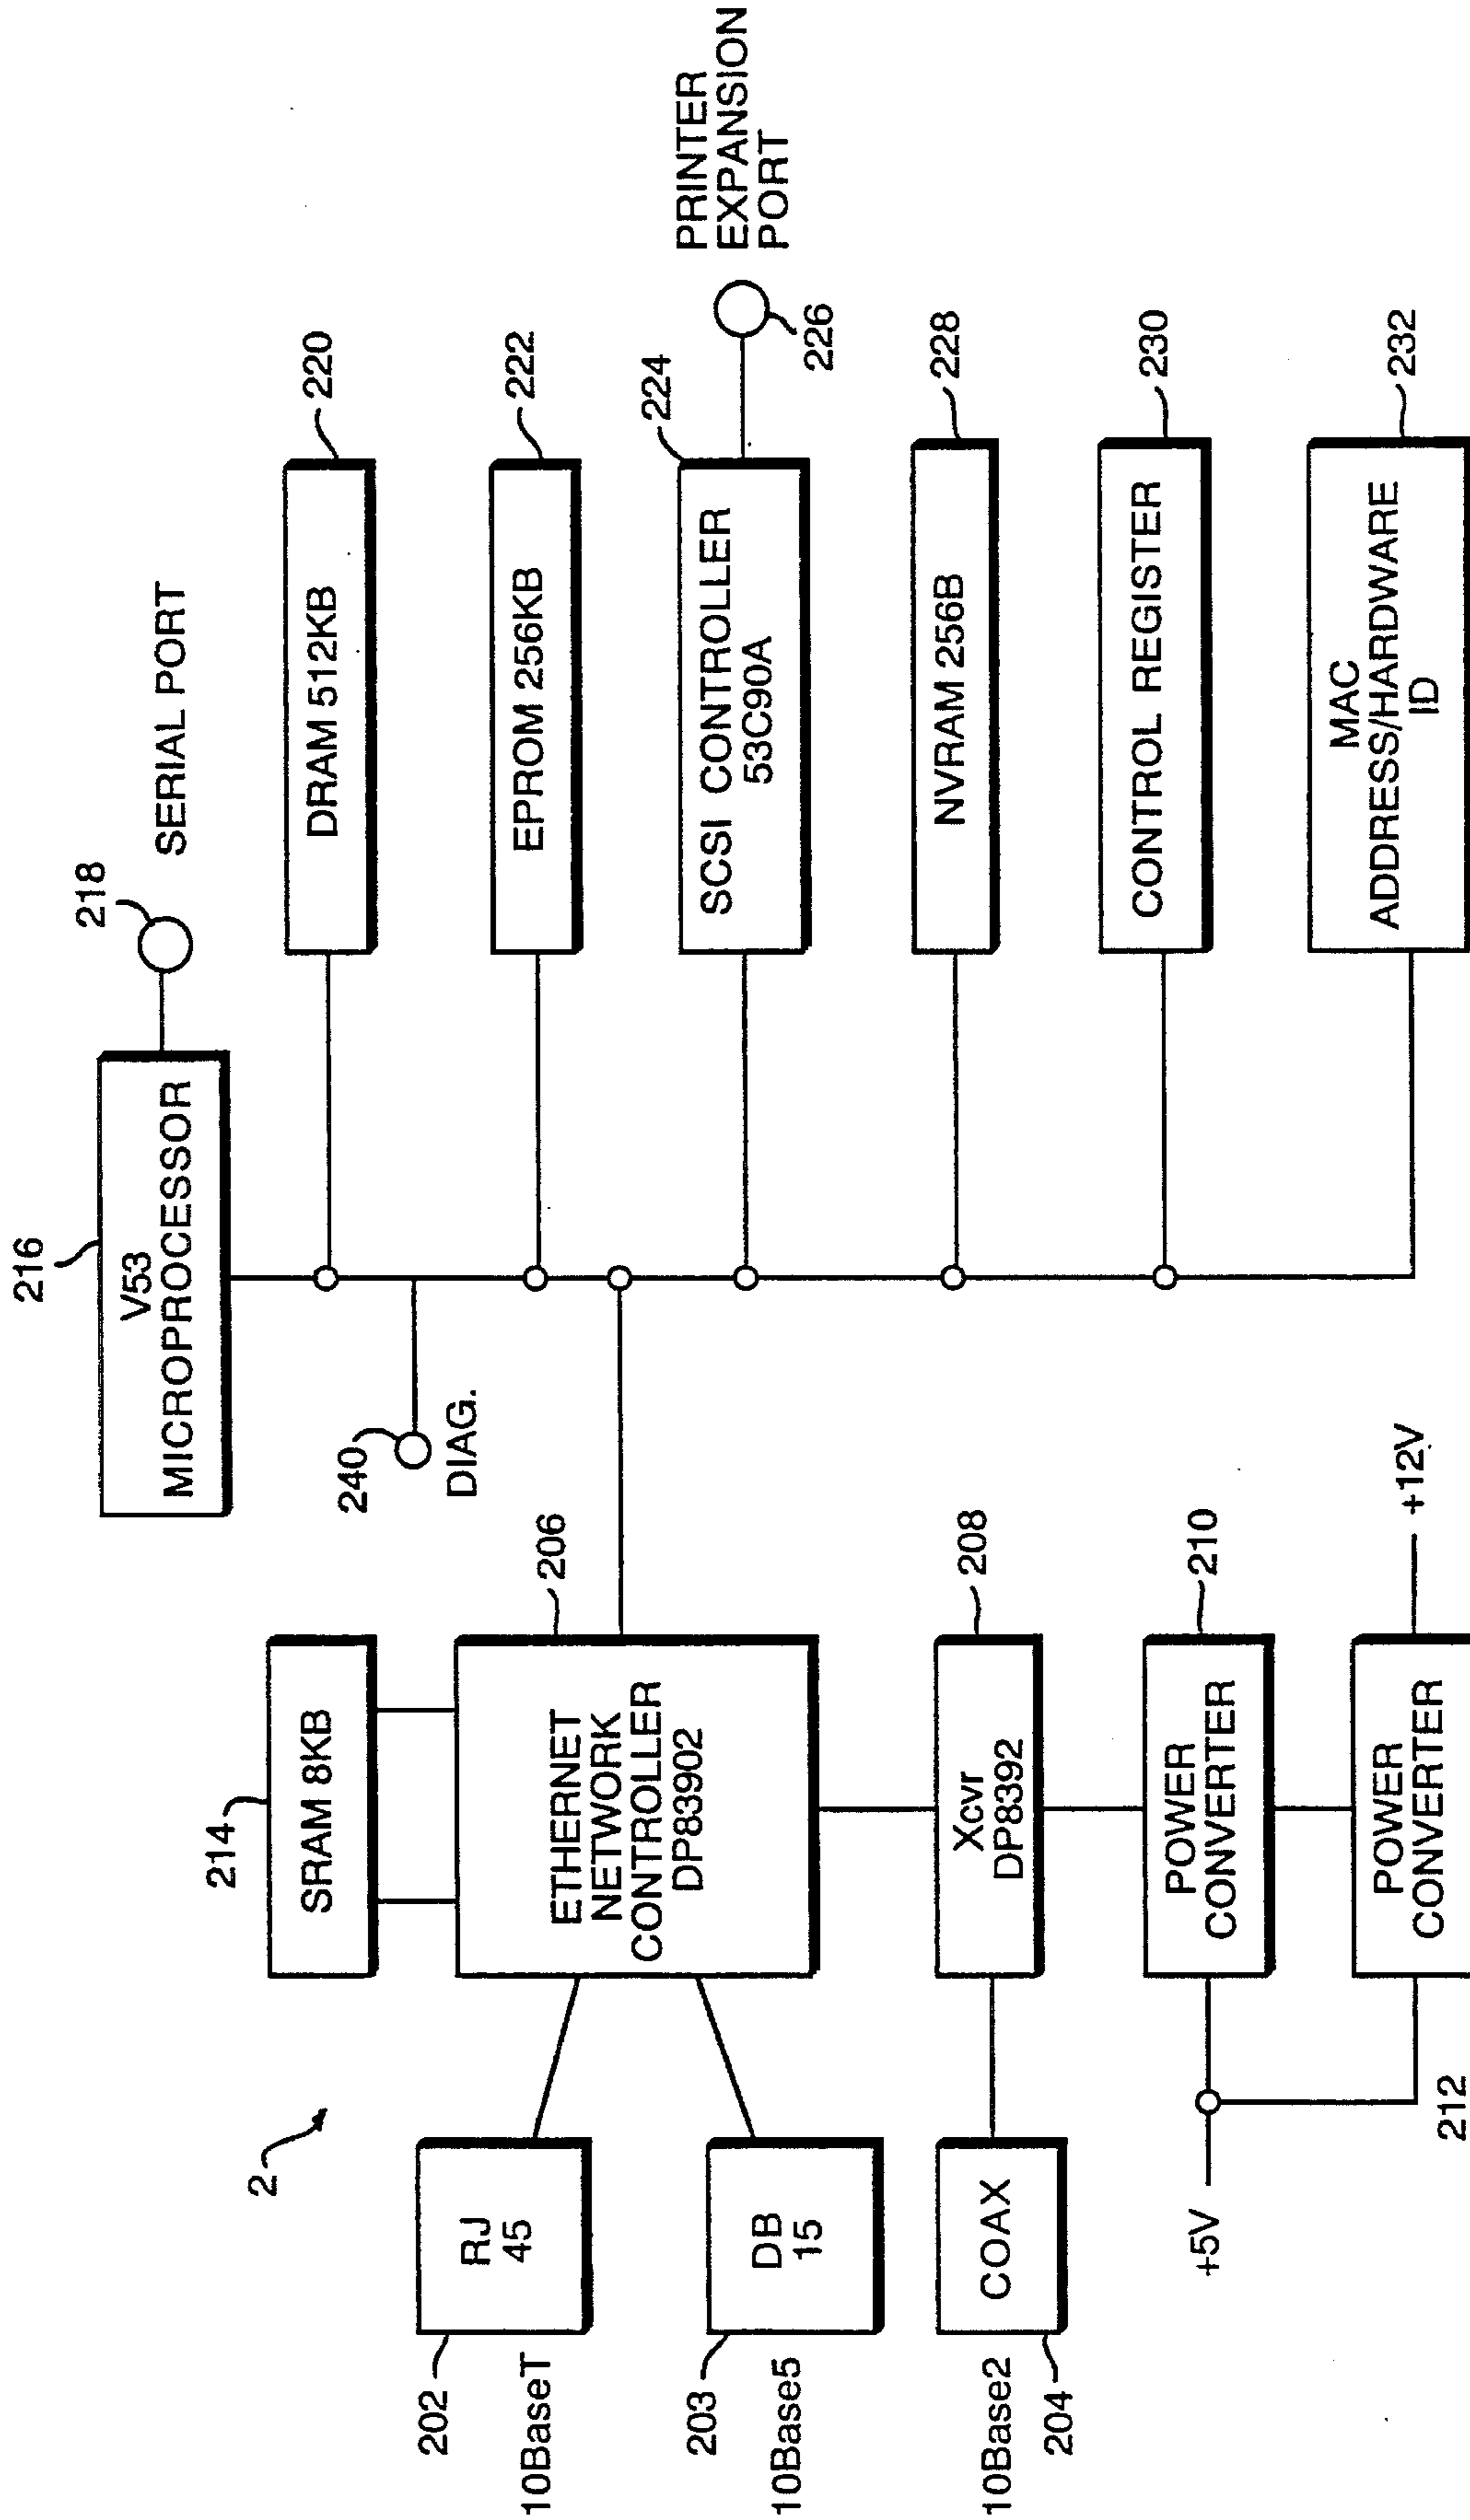 216
V53
MICROPROCESSOR
218
SERIAL PORT
214
SRAM 8KB
240
DIAG.
DRAM 512KB
220
2
202
RJ
45
10BaseT
206
ETHERNET
NETWORK
CONTROLLER
DP83902
EPROM 256KB
222
203
DB
15
10Base5
224
SCSI CONTROLLER
53C90A
PRINTER
EXPANSION
PORT
226
10Base2
COAX
204
Xcvr
DP8392
208
NVRAM 256B
228
+5V
POWER
CONVERTER
210
CONTROL REGISTER
230
212
POWER
CONVERTER
+12V
MAC
ADDRESS/HARDWARE
ID
232